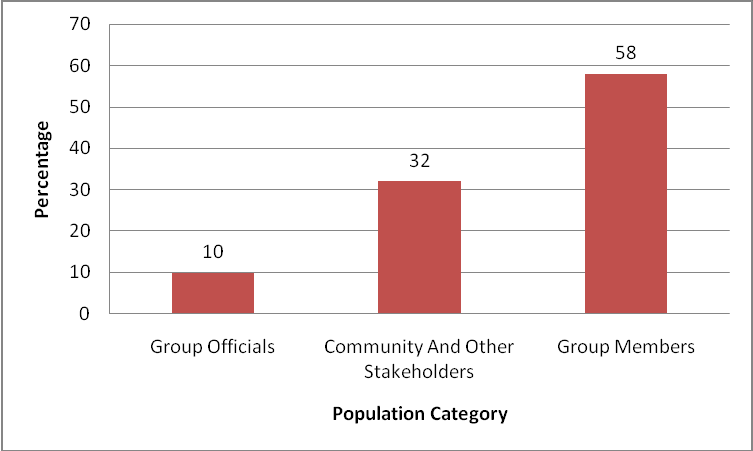 70
60
50
40
30
20
10
0
Percentage
10
32
58
Group Officials
Community And Other
Stakeholders
Group Members
Population Category